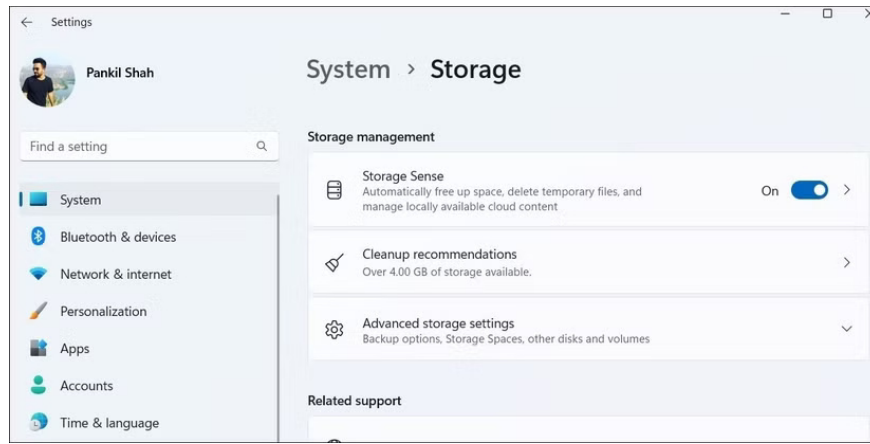 Settings
Pankil Shah
Find a setting
System
Bluetooth & devices
Network & internet
Personalization
Apps
Accounts
Time & language
System > Storage
Storage management
Storage Sense
Automatically free up space, delete temporary files, and
manage locally available cloud content
On
Cleanup recommendations
Over 4.00 GB of storage available.
Advanced storage settings
Backup options, Storage Spaces, other disks and volumes
Related support